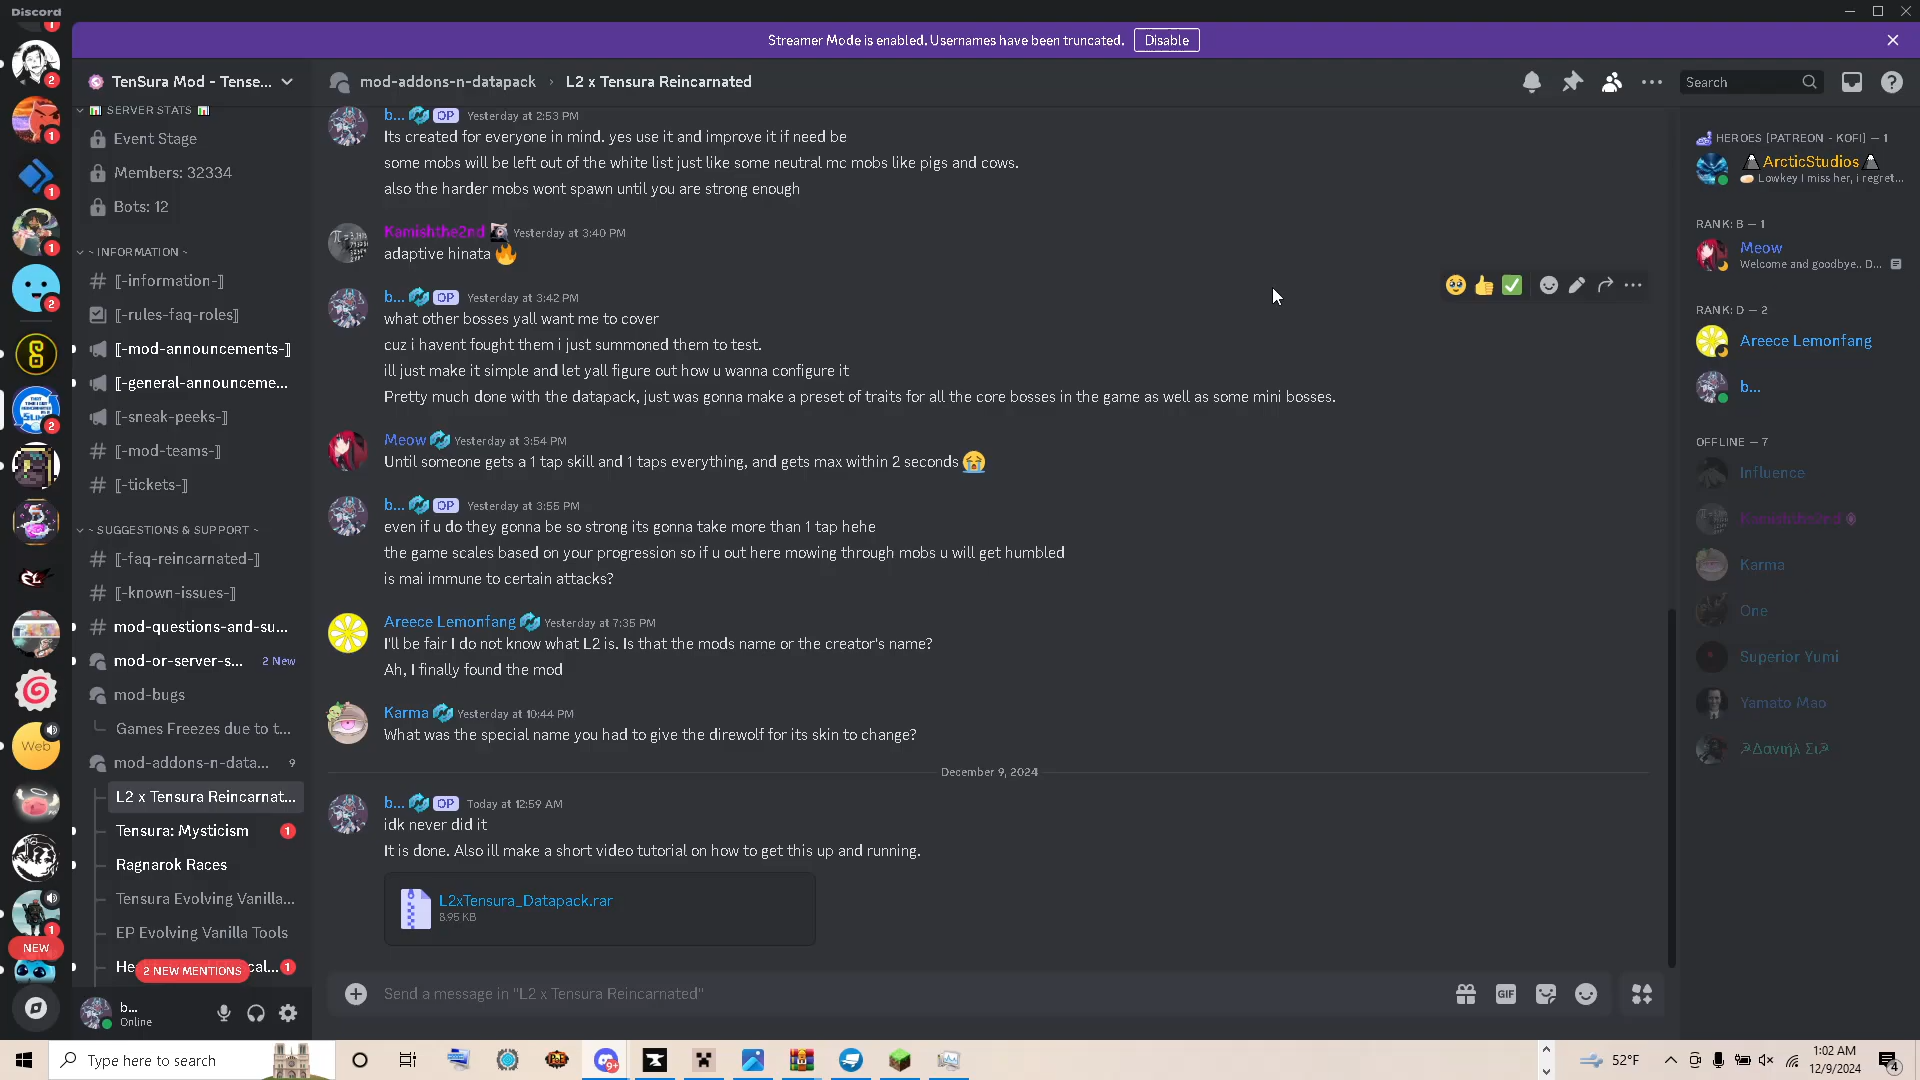 Discord
Streamer Mode is enabled. Usernames have been truncated.
Disable
TenSura Mod - Tense...
mod-addons-n-datapack › L2 x Tensura Reincarnated
Search
SERVER STATS
Event Stage
Members: 32334
Bots: 12
~ INFORMATION ~
[-information-]
[-rules-faq-roles]
[-mod-announcements-]
[-general-announceme...
[-sneak-peeks-]
[-mod-teams-]
[-tickets-]
~ SUGGESTIONS & SUPPORT ~
[-faq-reincarnated-]
[-known-issues-]
mod-questions-and-su...
mod-or-server-s... 2 New
mod-bugs
Games Freezes due to t...
mod-addons-n-data... 9
L2 x Tensura Reincarnat...
Tensura: Mysticism 1
Ragnarok Races
Tensura Evolving Vanilla...
EP Evolving Vanilla Tools
2 NEW MENTIONS
NEW
Web
b...
Online
b... OP Yesterday at 2:53 PM
Its created for everyone in mind. yes use it and improve it if need be
some mobs will be left out of the white list just like some neutral mc mobs like pigs and cows.
also the harder mobs wont spawn until you are strong enough
Kamishthe2nd Yesterday at 3:40 PM
adaptive hinata 🔥
b... OP Yesterday at 3:42 PM
what other bosses yall want me to cover
cuz i havent fought them i just summoned them to test.
ill just make it simple and let yall figure out how u wanna configure it
Pretty much done with the datapack, just was gonna make a preset of traits for all the core bosses in the game as well as some mini bosses.
Meow Yesterday at 3:54 PM
Until someone gets a 1 tap skill and 1 taps everything, and gets max within 2 seconds 😭
b... OP Yesterday at 3:55 PM
even if u do they gonna be so strong its gonna take more than 1 tap hehe
the game scales based on your progression so if u out here mowing through mobs u will get humbled
is mai immune to certain attacks?
Areece Lemonfang Yesterday at 7:35 PM
I'll be fair I do not know what L2 is. Is that the mods name or the creator's name?
Ah, I finally found the mod
Karma Yesterday at 10:44 PM
What was the special name you had to give the direwolf for its skin to change?
December 9, 2024
b... OP Today at 12:59 AM
idk never did it
It is done. Also ill make a short video tutorial on how to get this up and running.
L2xTensura_Datapack.rar
8.95 KB
Send a message in "L2 x Tensura Reincarnated"
GIF
HEROES [PATREON - KOFI] — 1
ArcticStudios
Lowkey I miss her, i regret...
RANK: B — 1
Meow
Welcome and goodbye.. D...
RANK: D — 2
Areece Lemonfang
b...
OFFLINE — 7
Influence
Kamishthe2nd
Karma
One
Superior Yumi
Yamato Mao
Type here to search
52°F
1:02 AM
12/9/2024